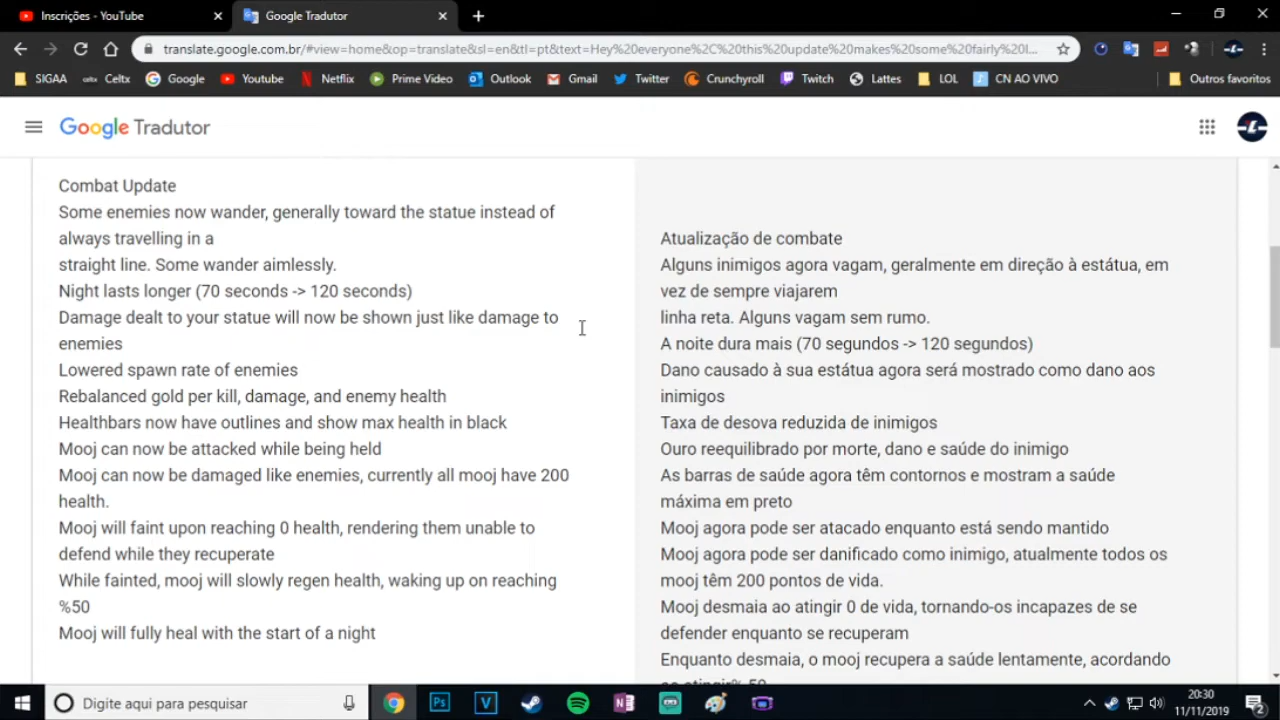 Inscrições - YouTube
Google Tradutor
translate.google.com.br/#view=home&op=translate&sl=en&tl=pt&text=Hey%20everyone%2C%20this%20update%20makes%20some%20fairly%20l...
SIGAA
Celtx
Google
Youtube
Netflix
Prime Video
Outlook
Gmail
Twitter
Crunchyroll
Twitch
Lattes
LOL
CN AO VIVO
Outros favoritos
Google Tradutor
Combat Update
Some enemies now wander, generally toward the statue instead of
always travelling in a
straight line. Some wander aimlessly.
Night lasts longer (70 seconds -> 120 seconds)
Damage dealt to your statue will now be shown just like damage to
enemies
Lowered spawn rate of enemies
Rebalanced gold per kill, damage, and enemy health
Healthbars now have outlines and show max health in black
Mooj can now be attacked while being held
Mooj can now be damaged like enemies, currently all mooj have 200
health.
Mooj will faint upon reaching 0 health, rendering them unable to
defend while they recuperate
While fainted, mooj will slowly regen health, waking up on reaching
%50
Mooj will fully heal with the start of a night
Atualização de combate
Alguns inimigos agora vagam, geralmente em direção à estátua, em
vez de sempre viajarem
linha reta. Alguns vagam sem rumo.
A noite dura mais (70 segundos -> 120 segundos)
Dano causado à sua estátua agora será mostrado como dano aos
inimigos
Taxa de desova reduzida de inimigos
Ouro reequilibrado por morte, dano e saúde do inimigo
As barras de saúde agora têm contornos e mostram a saúde
máxima em preto
Mooj agora pode ser atacado enquanto está sendo mantido
Mooj agora pode ser danificado como inimigo, atualmente todos os
mooj têm 200 pontos de vida.
Mooj desmaia ao atingir 0 de vida, tornando-os incapazes de se
defender enquanto se recuperam
Enquanto desmaia, o mooj recupera a saúde lentamente, acordando
ao atingir% 50
Digite aqui para pesquisar
20:30
11/11/2019
2